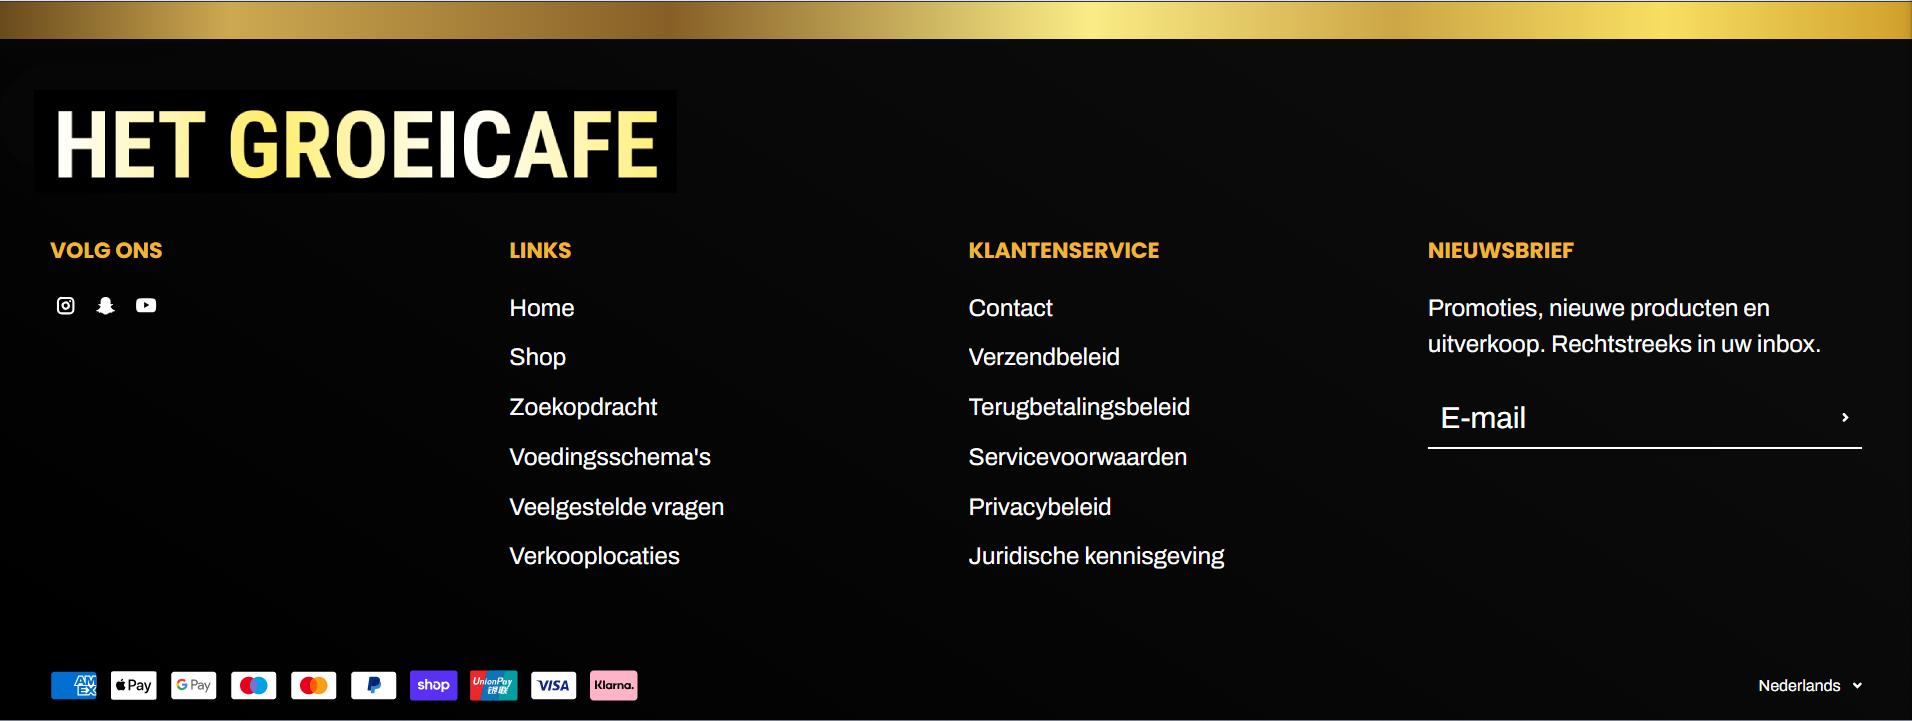 HET GROEICAFE
VOLG ONS
LINKS
Home
Shop
Zoekopdracht
Voedingsschema's
Veelgestelde vragen
Verkooplocaties
KLANTENSERVICE
Contact
Verzendbeleid
Terugbetalingsbeleid
Servicevoorwaarden
Privacybeleid
Juridische kennisgeving
NIEUWSBRIEF
Promoties, nieuwe producten en
uitverkoop. Rechtstreeks in uw inbox.
E-mail
AM
EX
Pay
G Pay
shop
UnionPay
银联
VISA
Klarna.
Nederlands